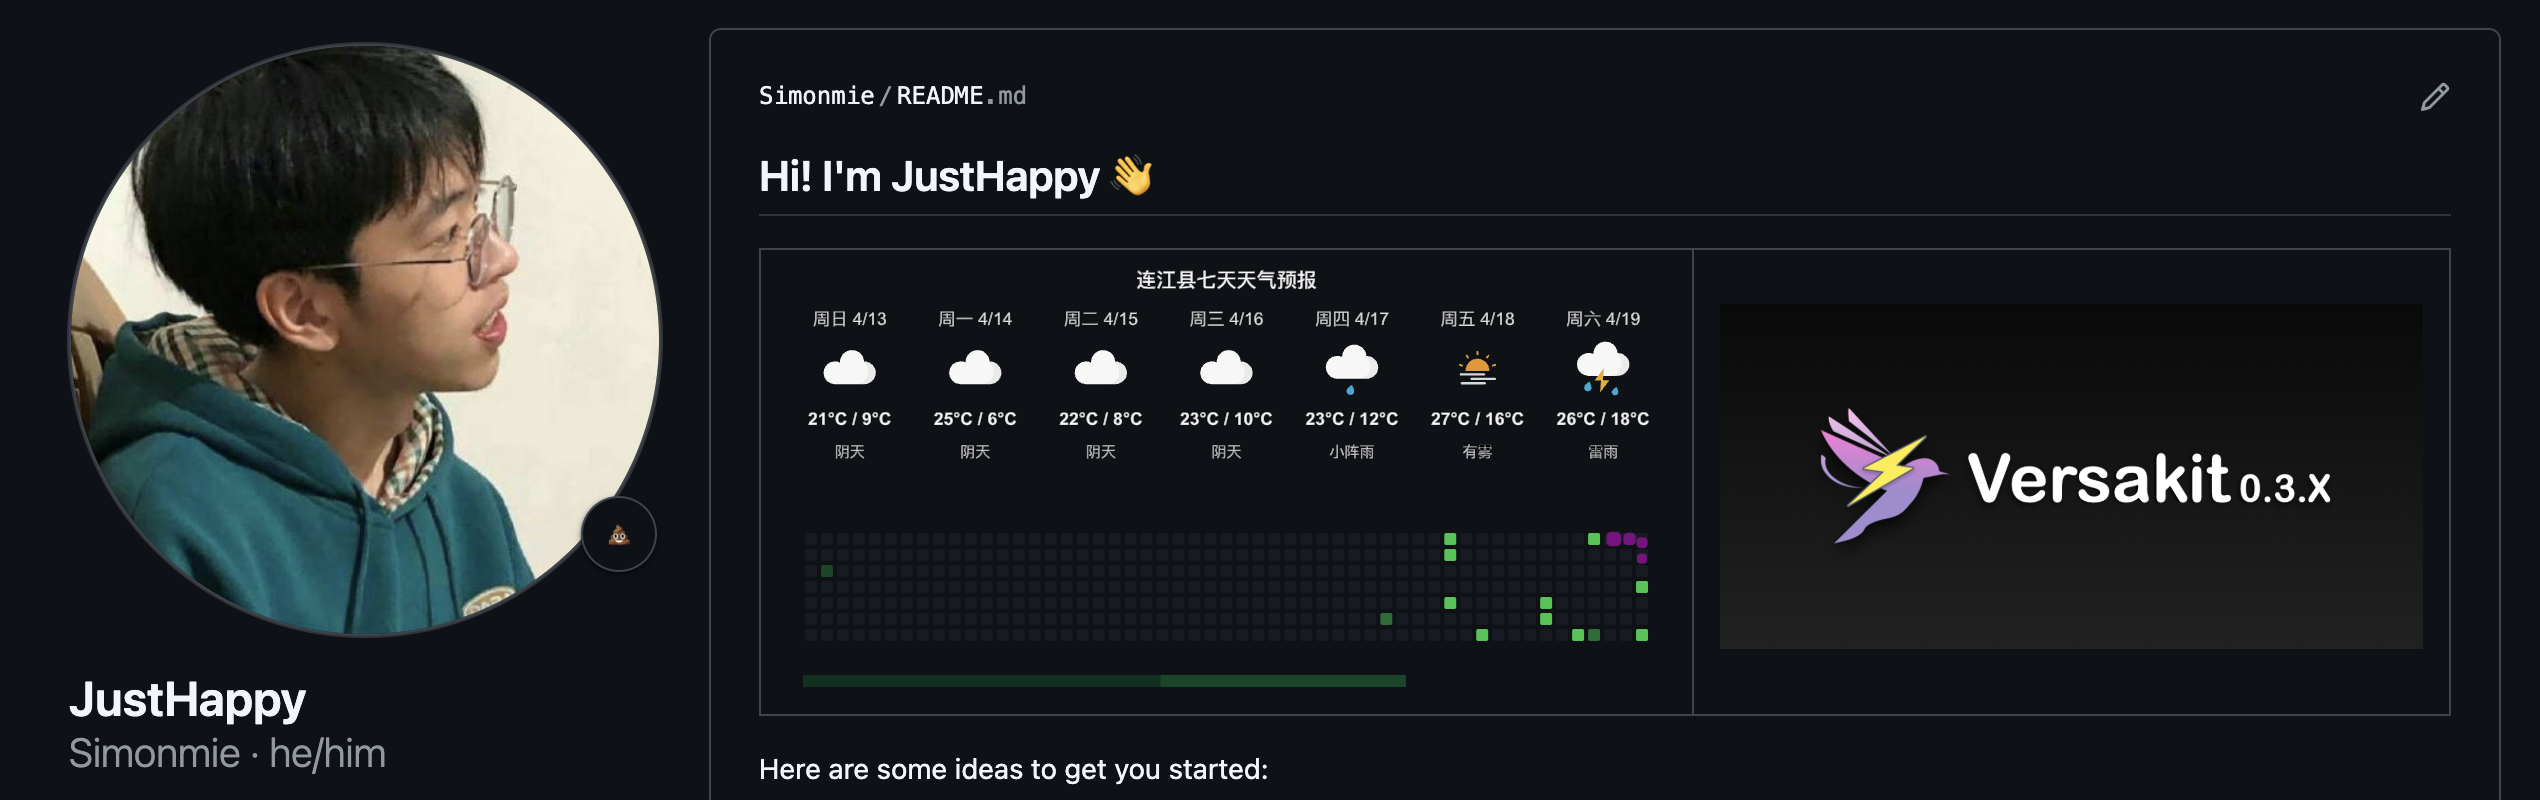 Simonmie/README.md
Hi! I'm JustHappy 👋
连江县七天天气预报
周日 4/13 周一 4/14 周二 4/15 周三 4/16 周四 4/17 周五 4/18 周六 4/19
21°C / 9°C 25°C / 6°C 22°C / 8°C 23°C / 10°C 23°C / 12°C 27°C / 16°C 26°C / 18°C
阴天 阴天 阴天 阴天 小阵雨 有雾 雷雨
Versakit 0.3.X
JustHappy
Simonmie · he/him
Here are some ideas to get you started: